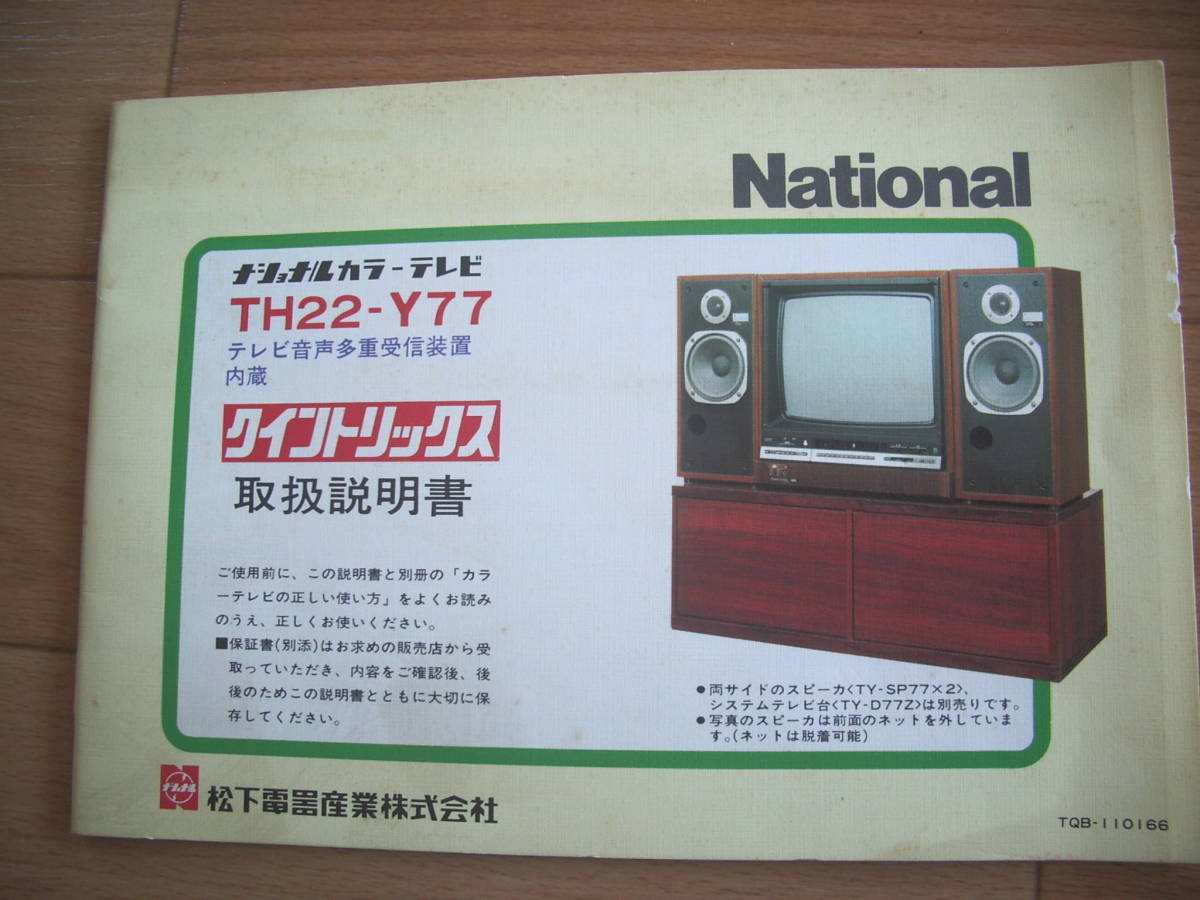 National
ナショナルカラーテレビ
TH22-Y77
テレビ音声多重受信装置
内蔵
クイントリックス
取扱説明書
ご使用前に、この説明書と別冊の「カラ
ーテレビの正しい使い方」をよくお読み
のうえ、正しくお使いください。
■保証書(別添)はお求めの販売店から受
取っていただき、内容をご確認後、後
後のためこの説明書とともに大切に保
存してください。
●両サイドのスピーカ〈TY-SP77×2〉、
システムテレビ台〈TY-D77Z〉は別売りです。
●写真のスピーカは前面のネットを外していま
す。(ネットは脱着可能)
ナショナル
松下電器産業株式会社
TQB-110166